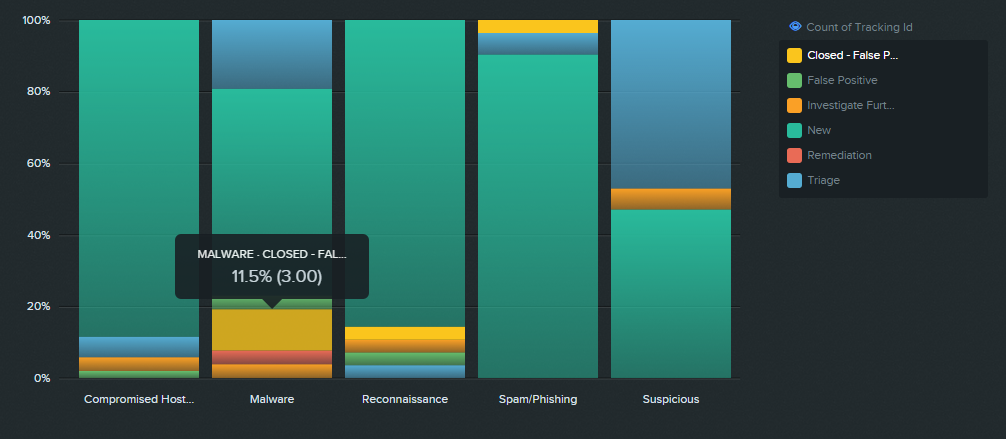 100%
80%
60%
40%
20%
0%
MALWARE - CLOSED - FAL...
11.5% (3.00)
Compromised Host...
Malware
Reconnaissance
Spam/Phishing
Suspicious
Count of Tracking Id
Closed - False P...
False Positive
Investigate Furt...
New
Remediation
Triage